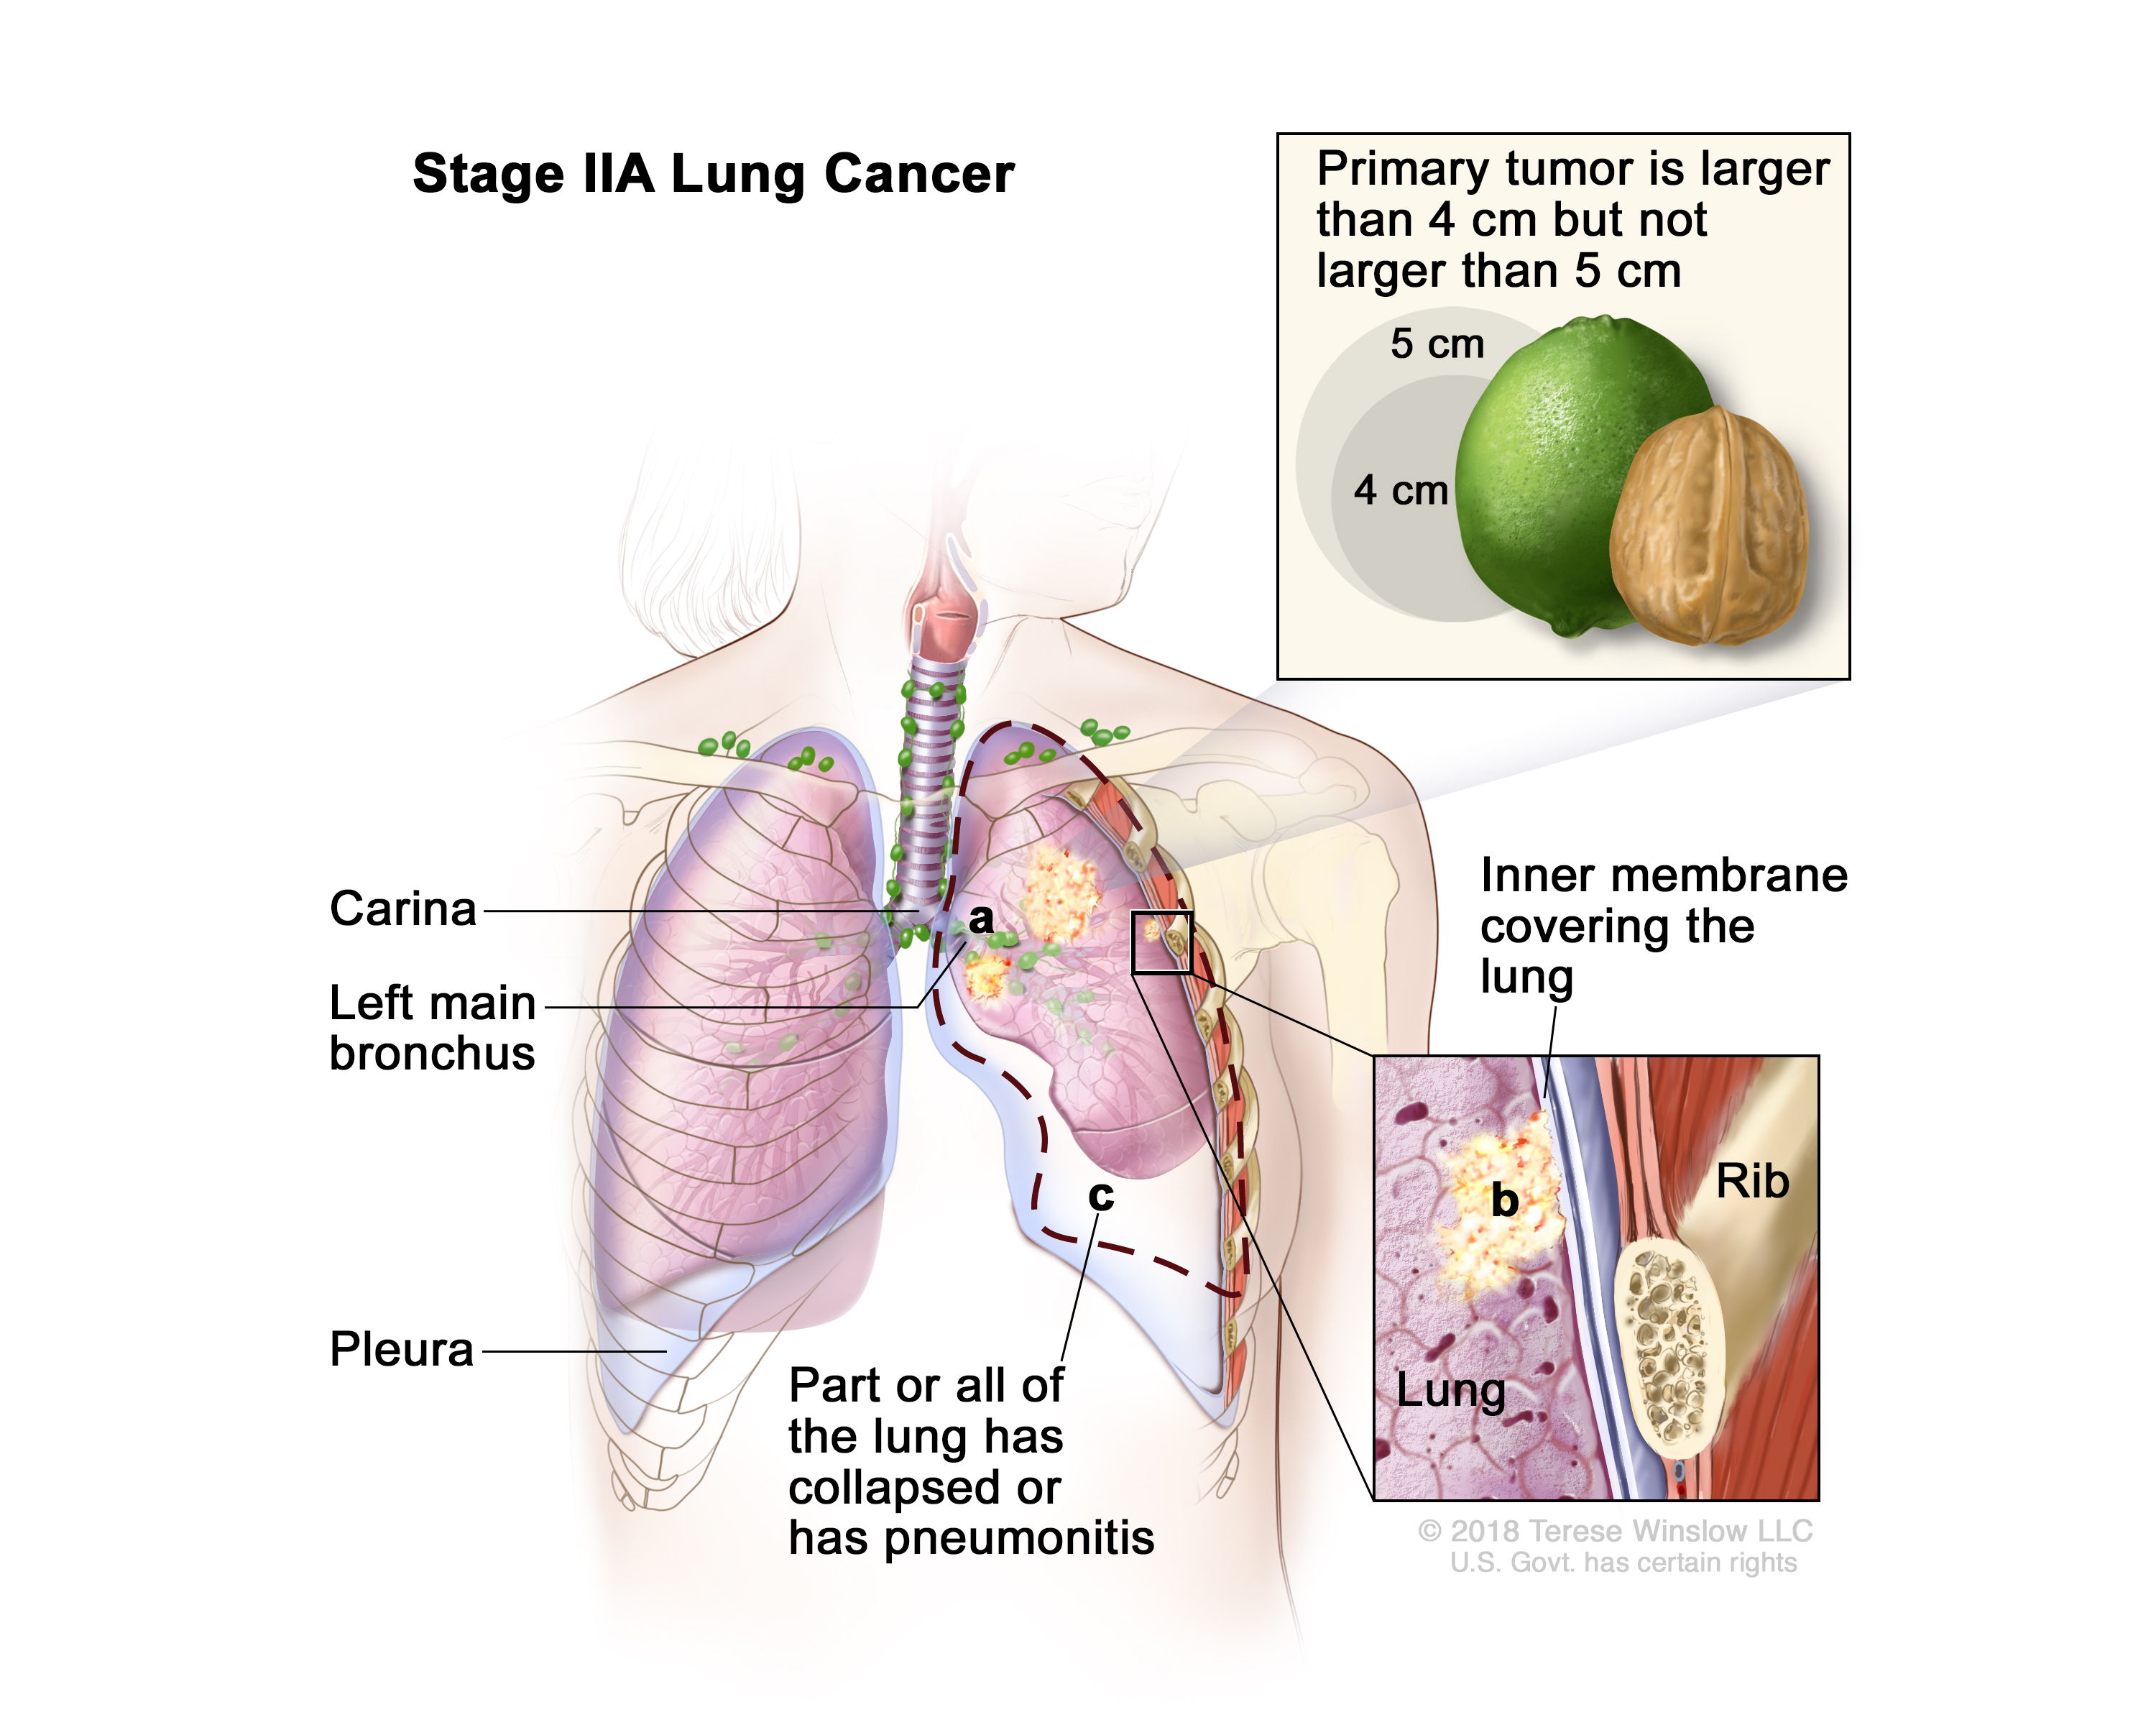 Stage IIA Lung Cancer
Primary tumor is larger
than 4 cm but not
larger than 5 cm
5 cm
4 cm
Carina
a
Left main
bronchus
Inner membrane
covering the
lung
c
b
Rib
Lung
Pleura
Part or all of
the lung has
collapsed or
has pneumonitis
© 2018 Terese Winslow LLC
U.S. Govt. has certain rights